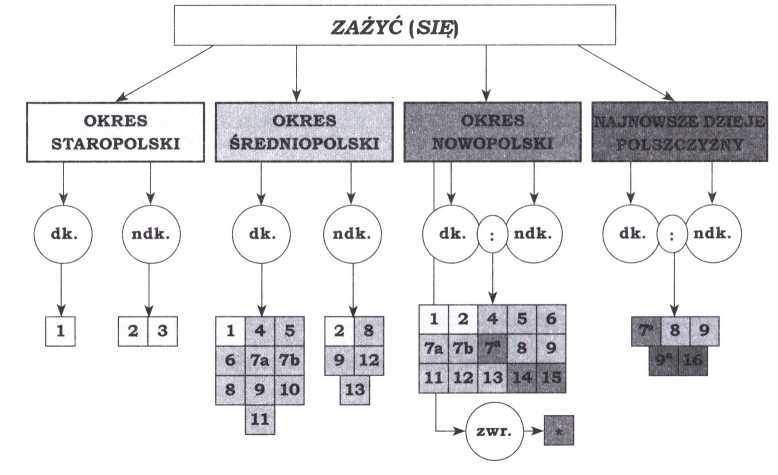 ZAŻYĆ (SIĘ)
OKRES
STAROPOLSKI
OKRES
ŚREDNIOPOLSKI
OKRES
NOWOPOLSKI
NAJNOWSZE DZIEJE
POLSZCZYZNY
dk.
ndk.
dk.
ndk.
dk.
:
ndk.
dk.
:
ndk.
1
2 3
1 4 5
6 7a 7b
8 9 10
11
2 8
9 12
13
1 2 4 5 6
7a 7b 7ª 8 9
11 12 13 14 15
zwr.
*
7ª 8 9
9ª 16